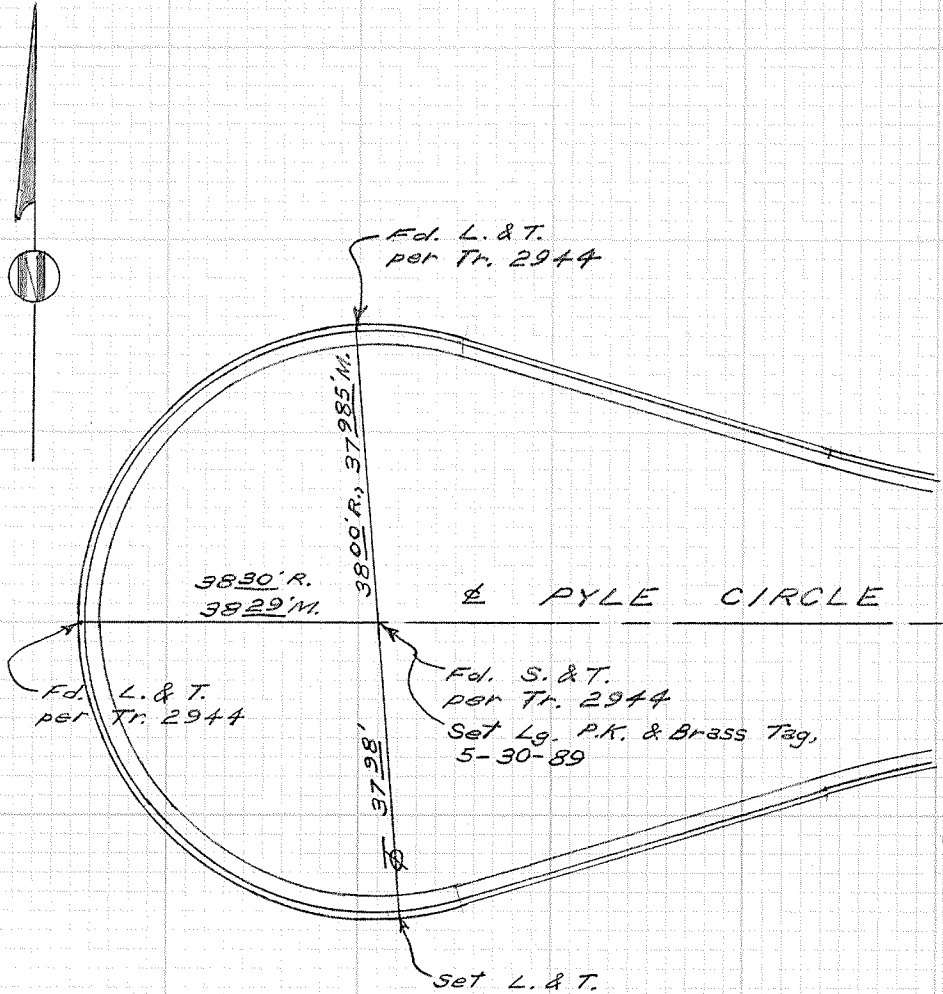 N
Fd. L. & T.
per Tr. 2944
38 00' R., 37 985' M.
38 30' R.
38 29' M.
℄ PYLE CIRCLE
Fd. L. & T.
per Tr. 2944
Fd. S. & T.
per Tr. 2944
Set Lg. P.K. & Brass Tag,
5-30-89
37 98'
Set L. & T.